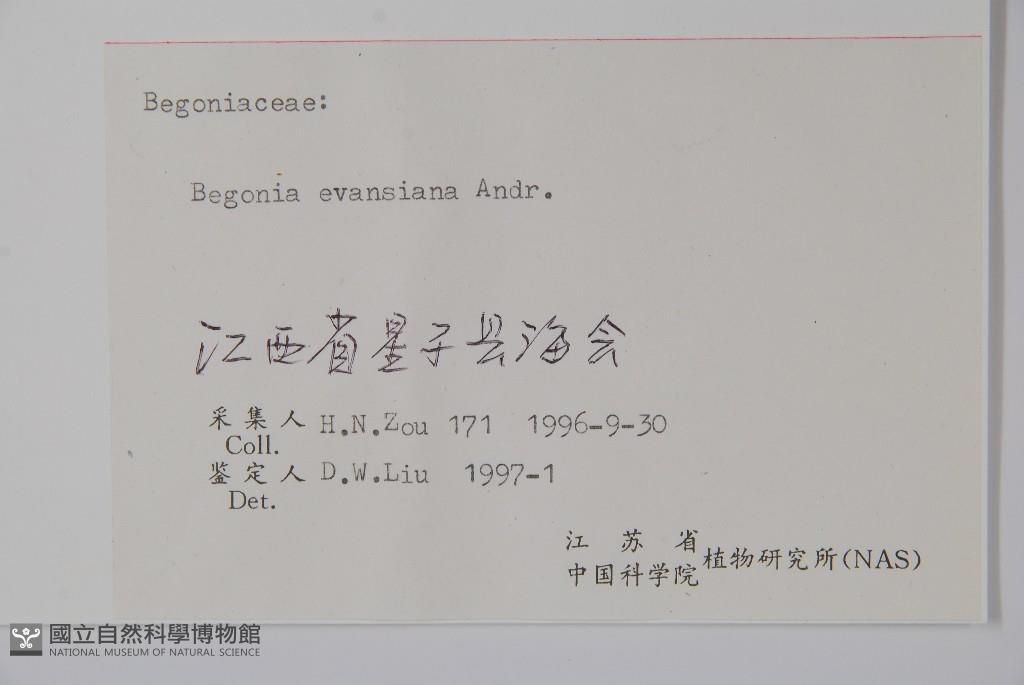 Begoniaceae:
Begonia evansiana Andr.
江西省星子县海会
采集人 H.N.Zou 171 1996-9-30
Coll.
鉴定人 D.W.Liu 1997-1
Det.
江苏省
中国科学院植物研究所(NAS)
國立自然科學博物館
NATIONAL MUSEUM OF NATURAL SCIENCE